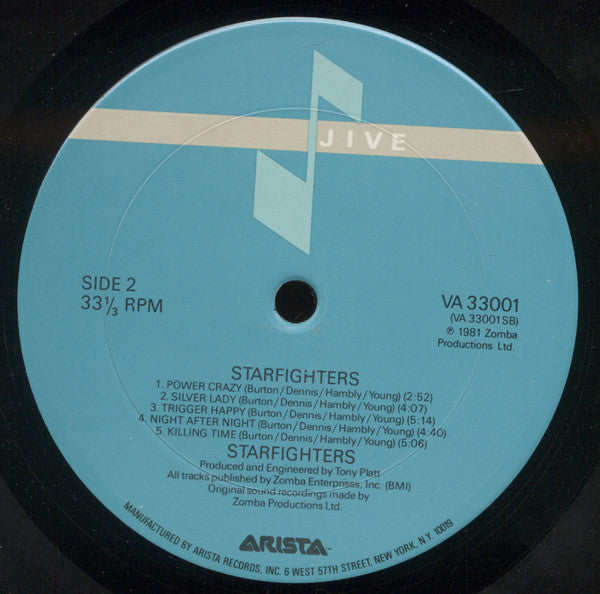 JIVE
SIDE 2
33⅓ RPM
VA 33001
(VA 33001SB)
℗ 1981 Zomba
Productions Ltd.
STARFIGHTERS
1. POWER CRAZY (Burton/Dennis/Hambly/Young) (2:52)
2. SILVER LADY (Burton/Dennis/Hambly/Young) (4:07)
3. TRIGGER HAPPY (Burton/Dennis/Hambly/Young) (5:14)
4. NIGHT AFTER NIGHT (Burton/Dennis/Hambly/Young) (4:40)
5. KILLING TIME (Burton/Dennis/Hambly/Young) (5:06)
STARFIGHTERS
Produced and Engineered by Tony Platt
All tracks published by Zomba Enterprises, Inc. (BMI)
Original sound recordings made by
Zomba Productions Ltd.
ARISTA
MANUFACTURED BY ARISTA RECORDS, INC. 6 WEST 57TH STREET, NEW YORK, N.Y. 10019